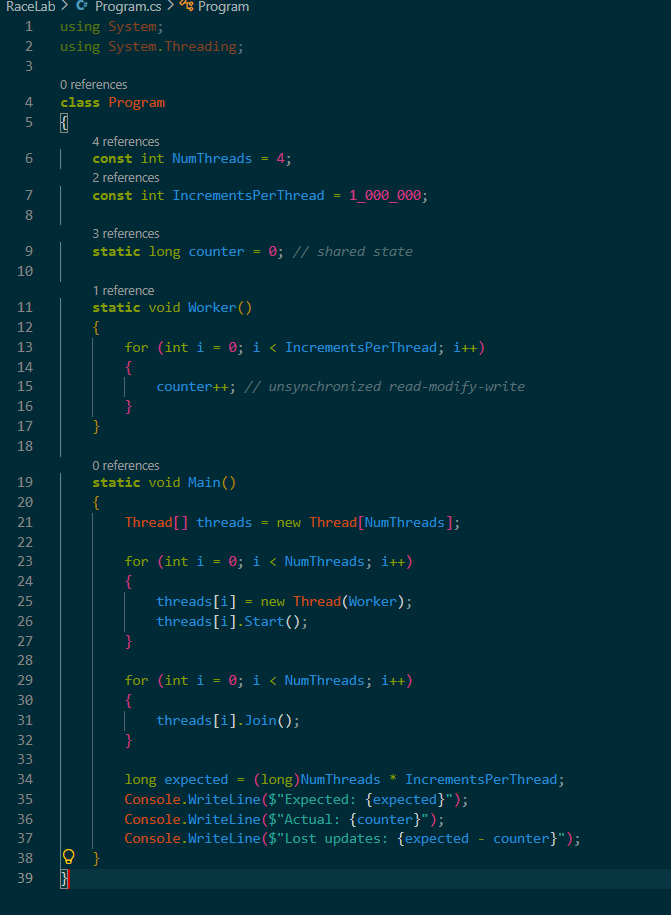 RaceLab > Program.cs > Program
1 using System;
2 using System.Threading;
3
0 references
4 class Program
5 {
4 references
6 const int NumThreads = 4;
2 references
7 const int IncrementsPerThread = 1_000_000;
8
3 references
9 static long counter = 0; // shared state
10
1 reference
11 static void Worker()
12 {
13 for (int i = 0; i < IncrementsPerThread; i++)
14 {
15 counter++; // unsynchronized read-modify-write
16 }
17 }
18
0 references
19 static void Main()
20 {
21 Thread[] threads = new Thread[NumThreads];
22
23 for (int i = 0; i < NumThreads; i++)
24 {
25 threads[i] = new Thread(Worker);
26 threads[i].Start();
27 }
28
29 for (int i = 0; i < NumThreads; i++)
30 {
31 threads[i].Join();
32 }
33
34 long expected = (long)NumThreads * IncrementsPerThread;
35 Console.WriteLine($"Expected: {expected}");
36 Console.WriteLine($"Actual: {counter}");
37 Console.WriteLine($"Lost updates: {expected - counter}");
38 }
39 }